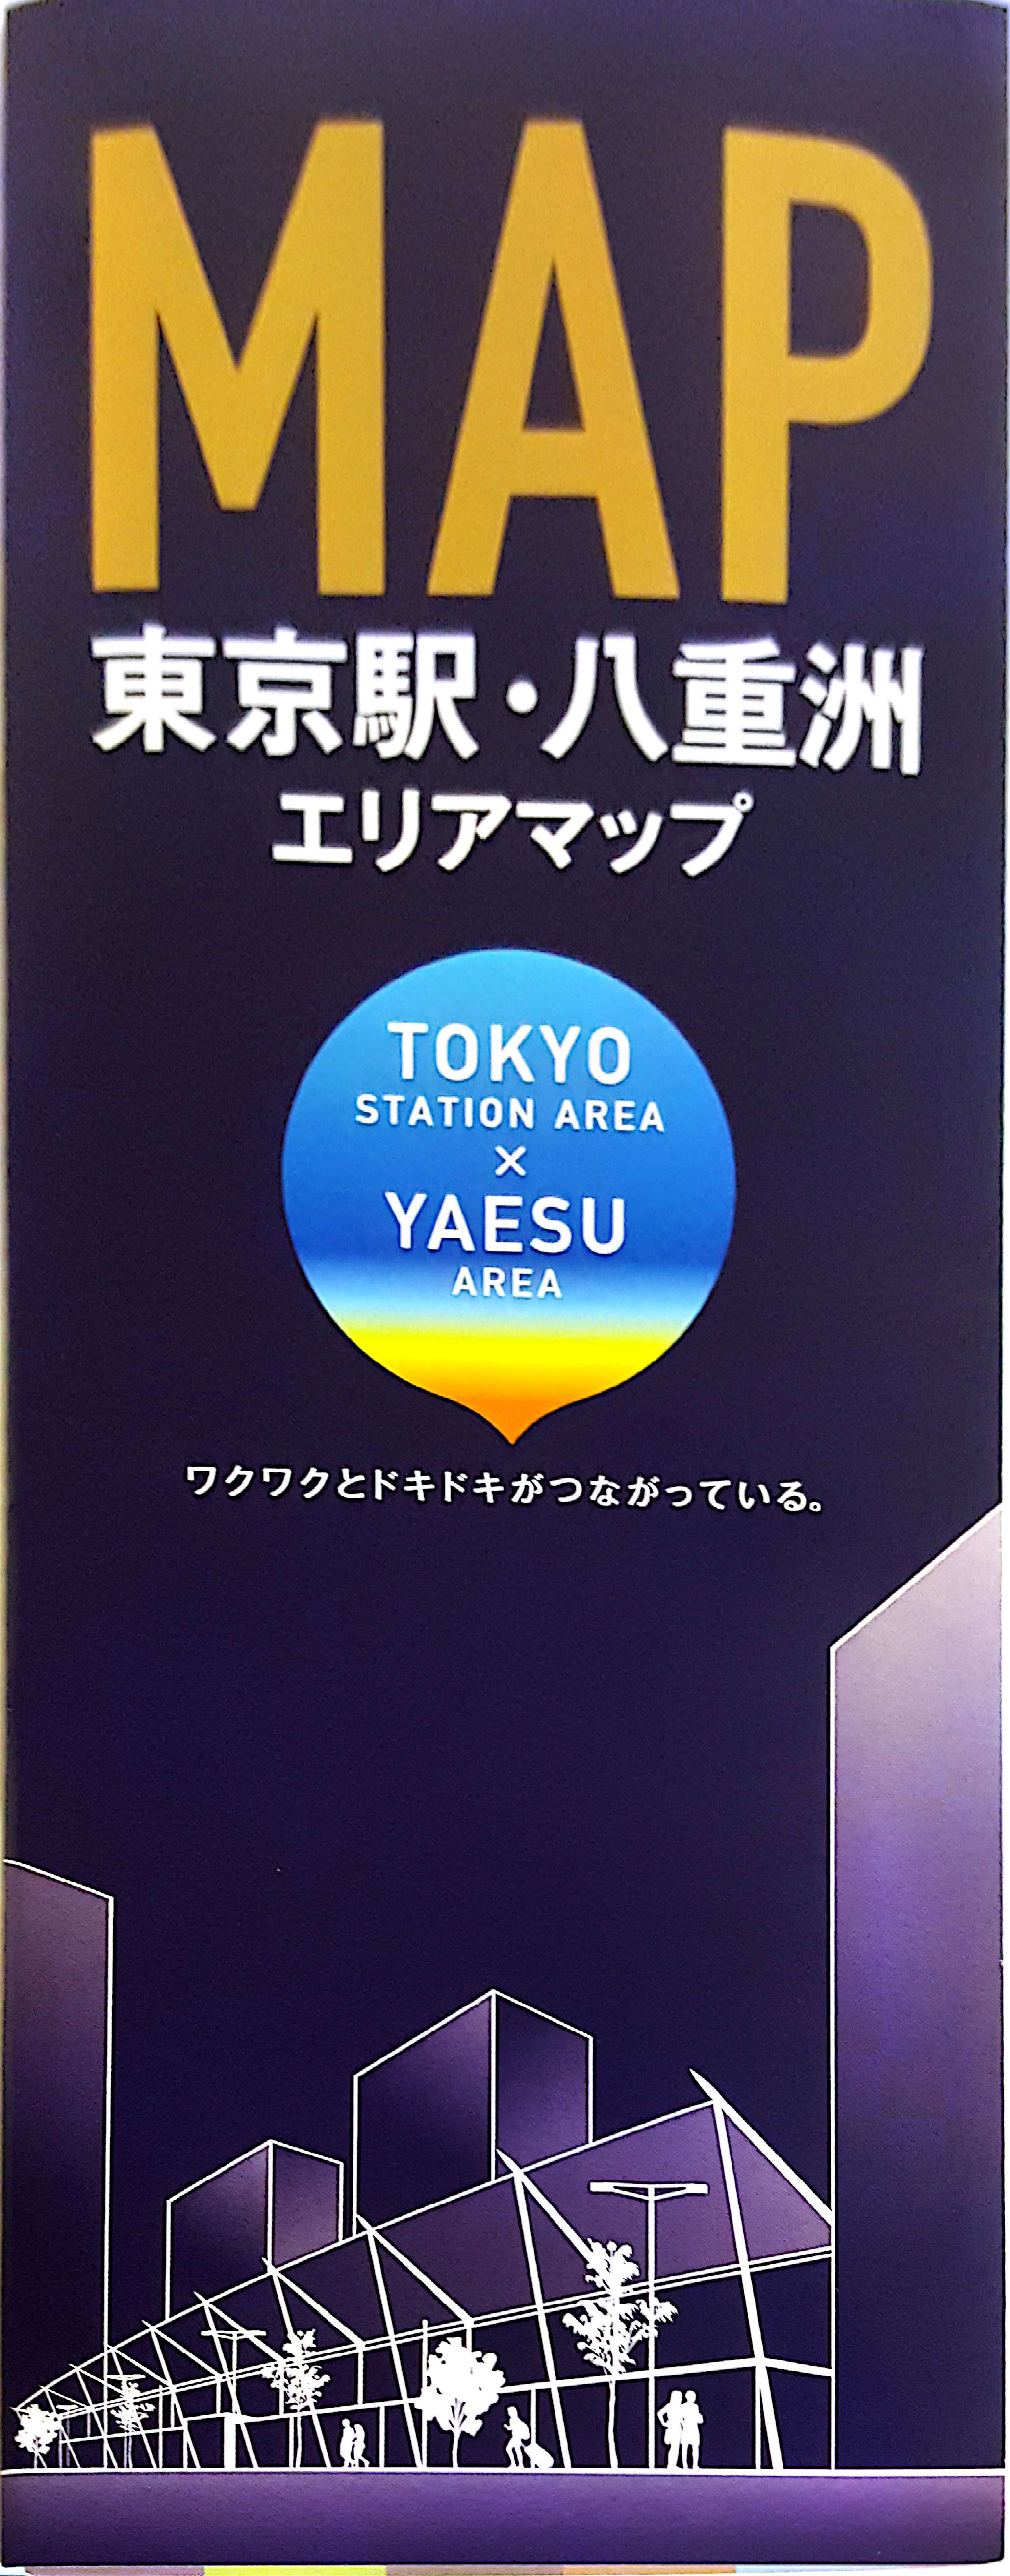 MAP
東京駅・八重洲
エリアマップ
TOKYO
STATION AREA
×
YAESU
AREA
ワクワクとドキドキがつながっている。